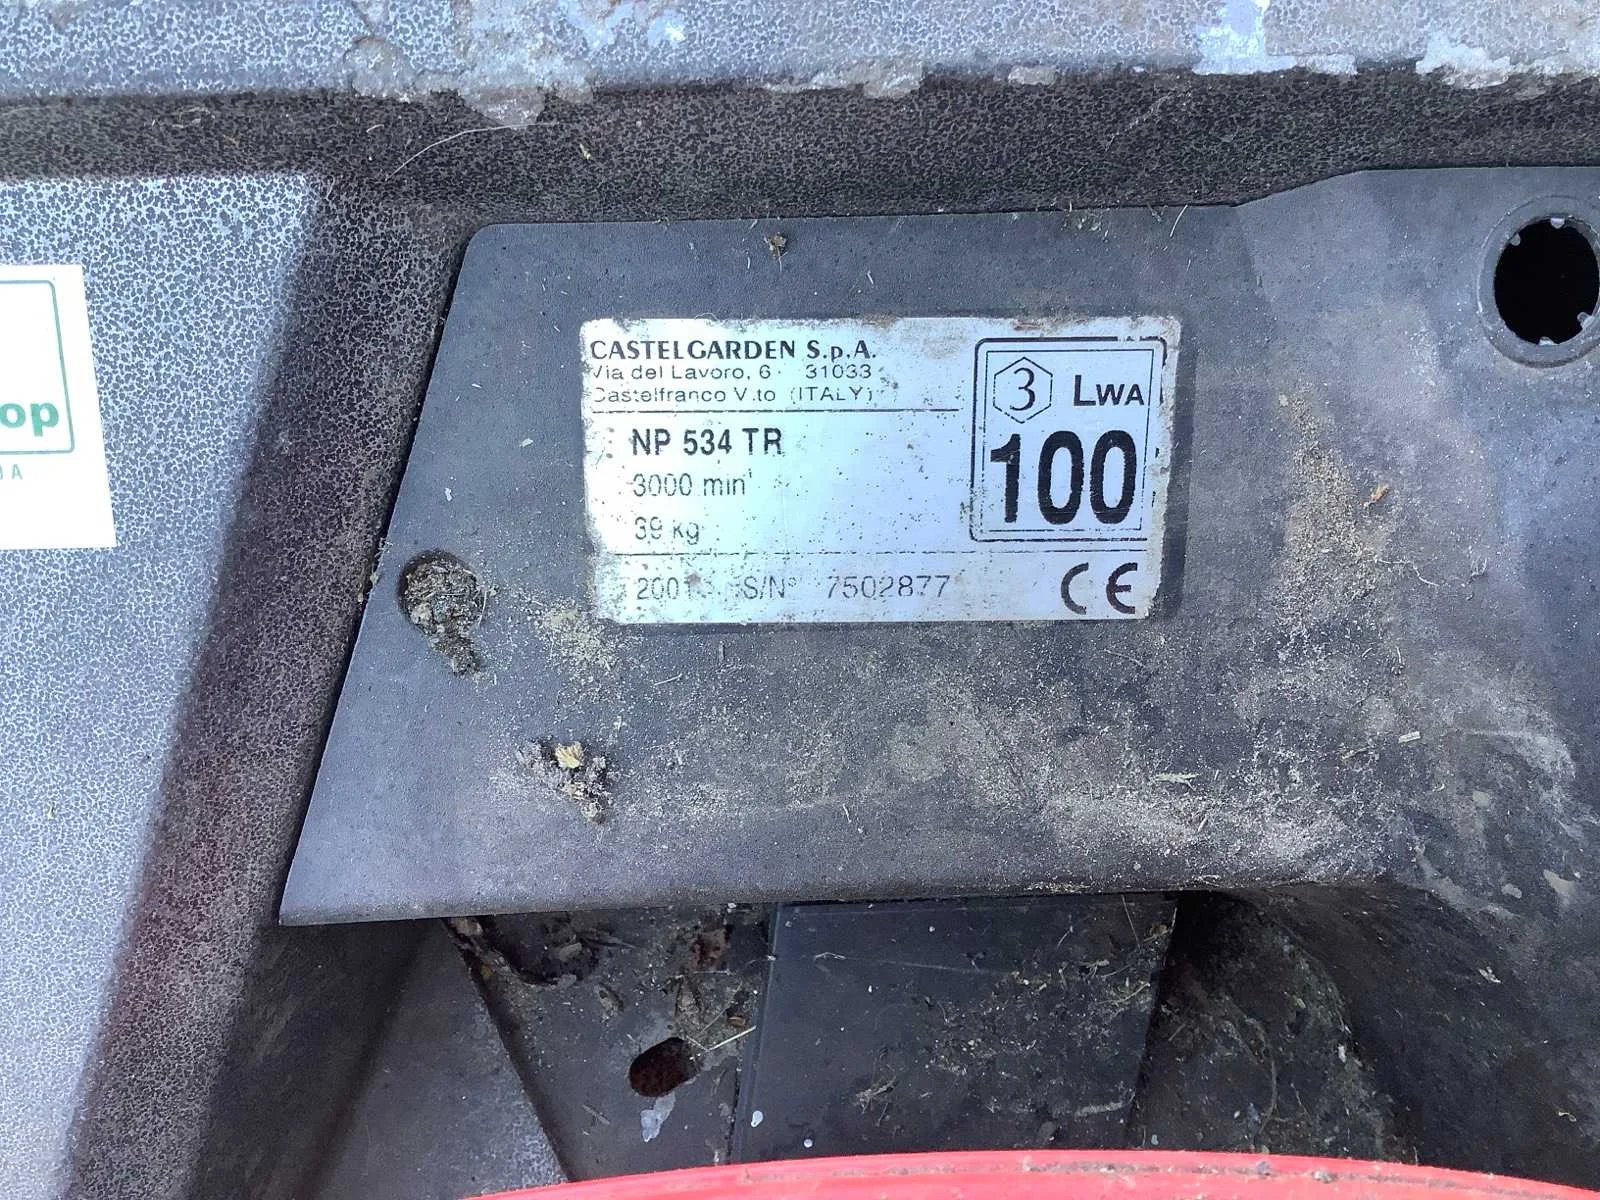 CASTELGARDEN S.p.A.
Via del Lavoro, 6 31033
Castelfranco V.to (ITALY)
NP 534 TR
3000 min
39 kg
2001 S/N° 7502877
3 LWA
100
CE
op